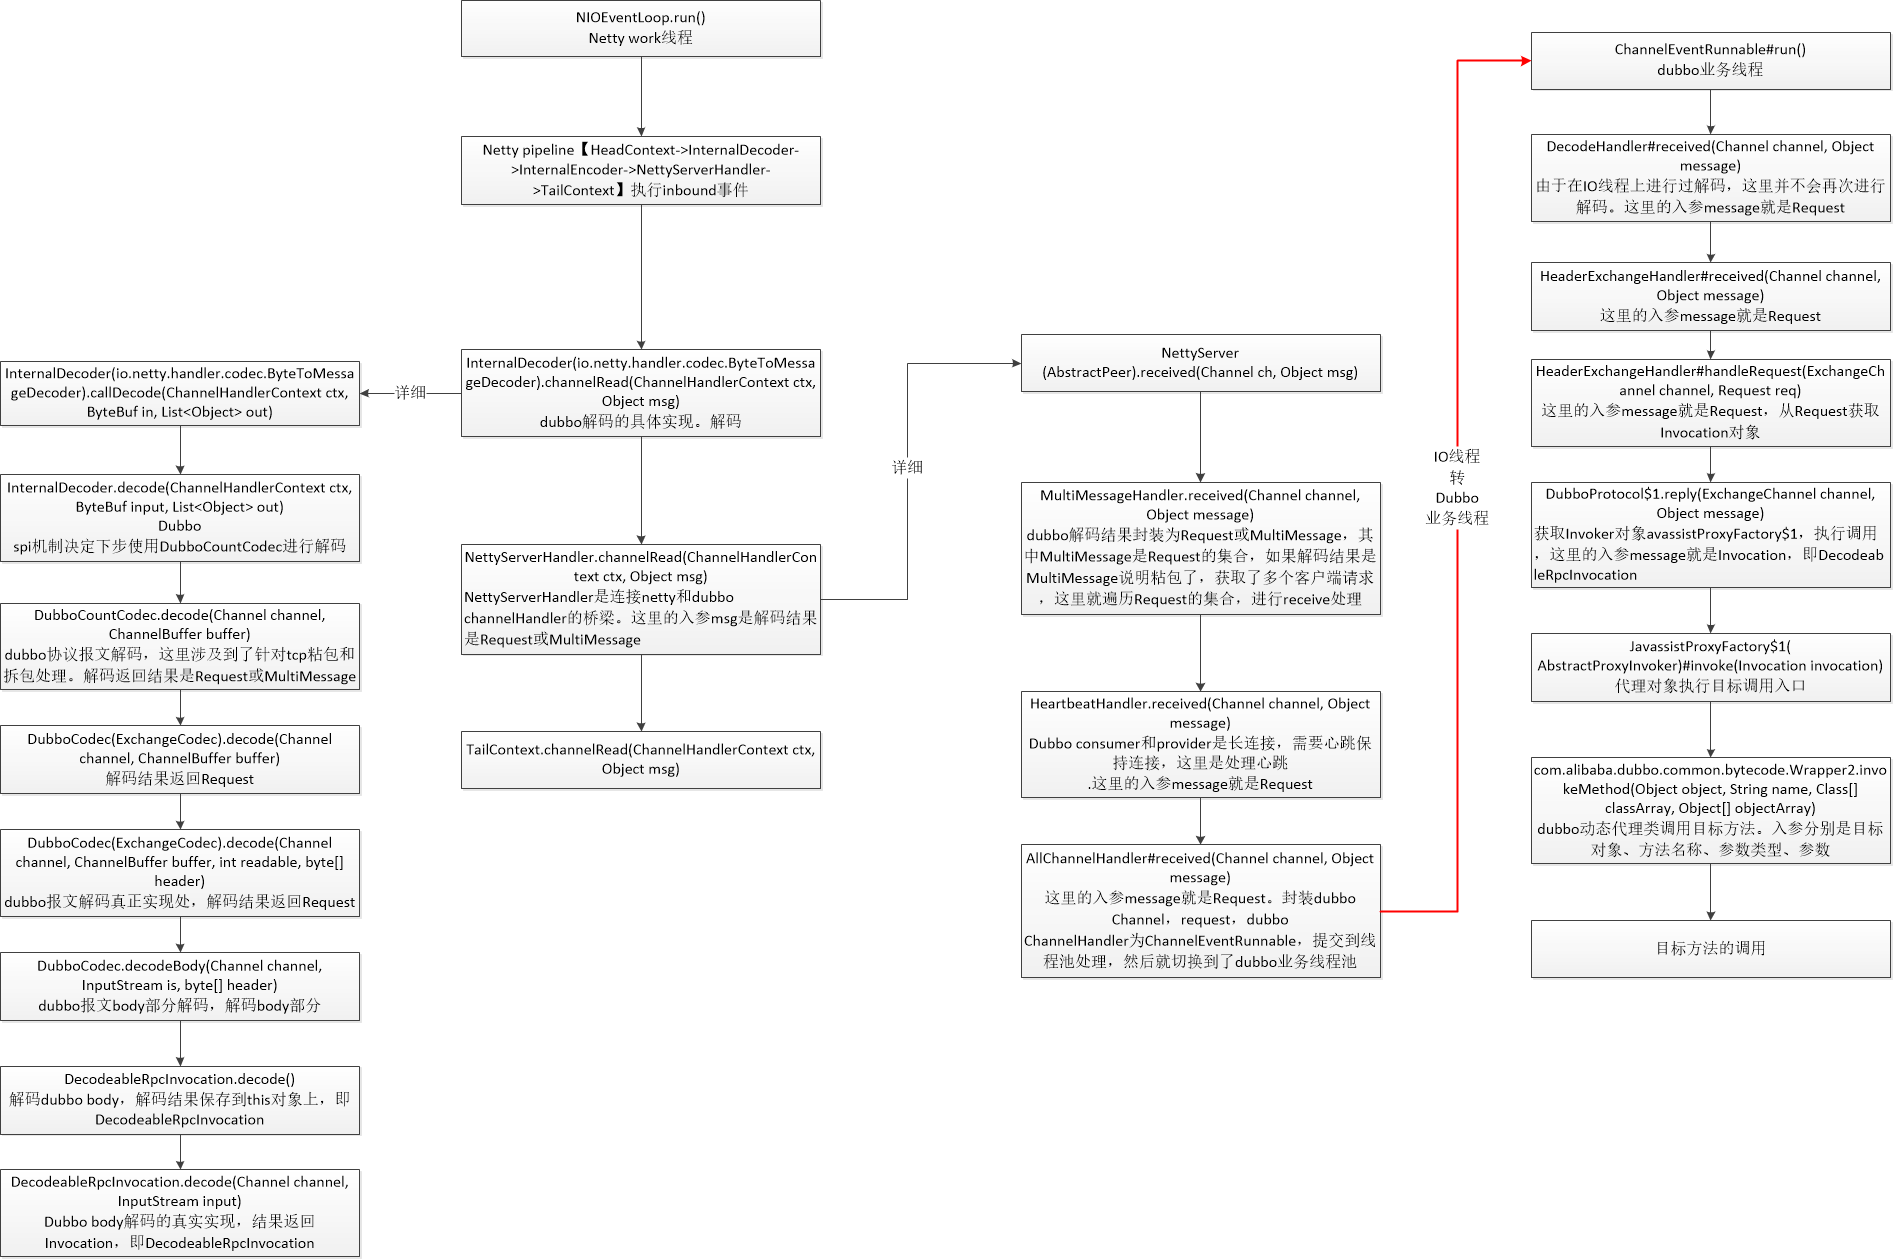 NIOEventLoop.run()
Netty work线程
Netty pipeline【HeadContext->InternalDecoder-
>InternalEncoder->NettyServerHandler-
>TailContext】执行inbound事件
InternalDecoder(io.netty.handler.codec.ByteToMessa
geDecoder).channelRead(ChannelHandlerContext ctx,
Object msg)
dubbo解码的具体实现。解码
详细
InternalDecoder(io.netty.handler.codec.ByteToMessa
geDecoder).callDecode(ChannelHandlerContext ctx,
ByteBuf in, List<Object> out)
InternalDecoder.decode(ChannelHandlerContext ctx,
ByteBuf input, List<Object> out)
Dubbo
spi机制决定下步使用DubboCountCodec进行解码
DubboCountCodec.decode(Channel channel,
ChannelBuffer buffer)
dubbo协议报文解码，这里涉及到了针对tcp粘包和
拆包处理。解码返回结果是Request或MultiMessage
DubboCodec(ExchangeCodec).decode(Channel
channel, ChannelBuffer buffer)
解码结果返回Request
DubboCodec(ExchangeCodec).decode(Channel
channel, ChannelBuffer buffer, int readable, byte[]
header)
dubbo报文解码真正实现处，解码结果返回Request
DubboCodec.decodeBody(Channel channel,
InputStream is, byte[] header)
dubbo报文body部分解码，解码body部分
DecodeableRpcInvocation.decode()
解码dubbo body，解码结果保存到this对象上，即
DecodeableRpcInvocation
DecodeableRpcInvocation.decode(Channel channel,
InputStream input)
Dubbo body解码的真实实现，结果返回
Invocation，即DecodeableRpcInvocation
NettyServerHandler.channelRead(ChannelHandlerCon
text ctx, Object msg)
NettyServerHandler是连接netty和dubbo
channelHandler的桥梁。这里的入参msg是解码结果
是Request或MultiMessage
TailContext.channelRead(ChannelHandlerContext ctx,
Object msg)
详细
NettyServer
(AbstractPeer).received(Channel ch, Object msg)
MultiMessageHandler.received(Channel channel,
Object message)
dubbo解码结果封装为Request或MultiMessage，其
中MultiMessage是Request的集合，如果解码结果是
MultiMessage说明粘包了，获取了多个客户端请求
，这里就遍历Request的集合，进行receive处理
HeartbeatHandler.received(Channel channel, Object
message)
Dubbo consumer和provider是长连接，需要心跳保
持连接，这里是处理心跳
.这里的入参message就是Request
AllChannelHandler#received(Channel channel, Object
message)
这里的入参message就是Request。封装dubbo
Channel，request，dubbo
ChannelHandler为ChannelEventRunnable，提交到线
程池处理，然后就切换到了dubbo业务线程池
IO线程
转
Dubbo
业务线程
ChannelEventRunnable#run()
dubbo业务线程
DecodeHandler#received(Channel channel, Object
message)
由于在IO线程上进行过解码，这里并不会再次进行
解码。这里的入参message就是Request
HeaderExchangeHandler#received(Channel channel,
Object message)
这里的入参message就是Request
HeaderExchangeHandler#handleRequest(ExchangeCh
annel channel, Request req)
这里的入参message就是Request，从Request获取
Invocation对象
DubboProtocol$1.reply(ExchangeChannel channel,
Object message)
获取Invoker对象avassistProxyFactory$1，执行调用
，这里的入参message就是Invocation，即Decodeab
leRpcInvocation
JavassistProxyFactory$1(
AbstractProxyInvoker)#invoke(Invocation invocation)
代理对象执行目标调用入口
com.alibaba.dubbo.common.bytecode.Wrapper2.invo
keMethod(Object object, String name, Class[]
classArray, Object[] objectArray)
dubbo动态代理类调用目标方法。入参分别是目标
对象、方法名称、参数类型、参数
目标方法的调用